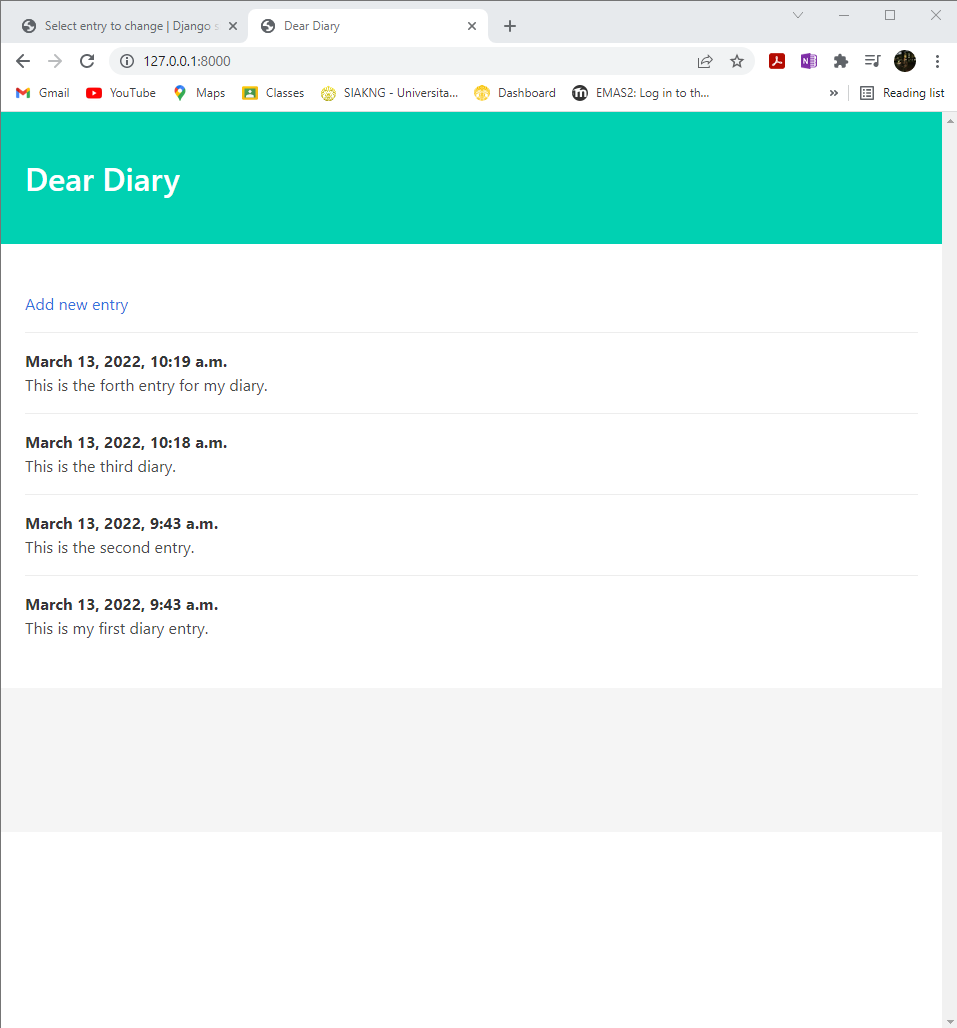 Select entry to change | Django s
Dear Diary
127.0.0.1:8000
Gmail
YouTube
Maps
Classes
SIAKNG - Universita...
Dashboard
EMAS2: Log in to th...
»
Reading list
Dear Diary
Add new entry
March 13, 2022, 10:19 a.m.
This is the forth entry for my diary.
March 13, 2022, 10:18 a.m.
This is the third diary.
March 13, 2022, 9:43 a.m.
This is the second entry.
March 13, 2022, 9:43 a.m.
This is my first diary entry.